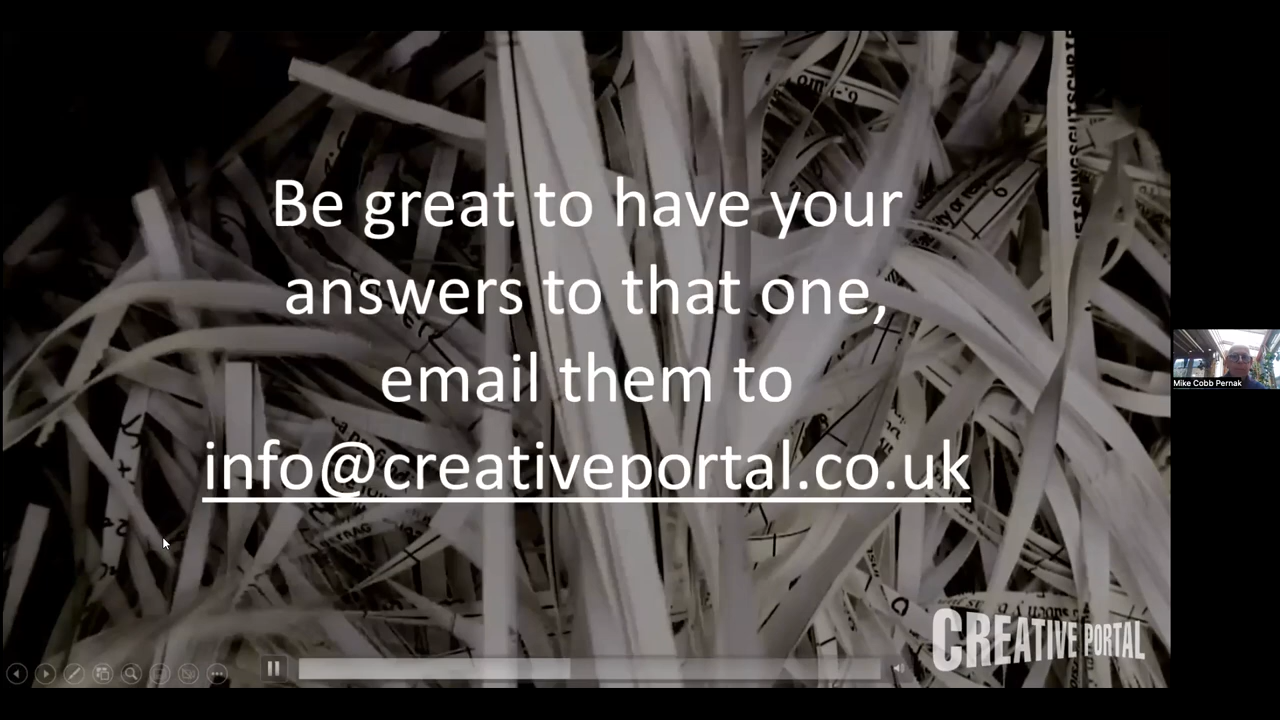 Be great to have your
answers to that one,
email them to
info@creativeportal.co.uk
CREATIVE PORTAL
Mike Cobb Pernak